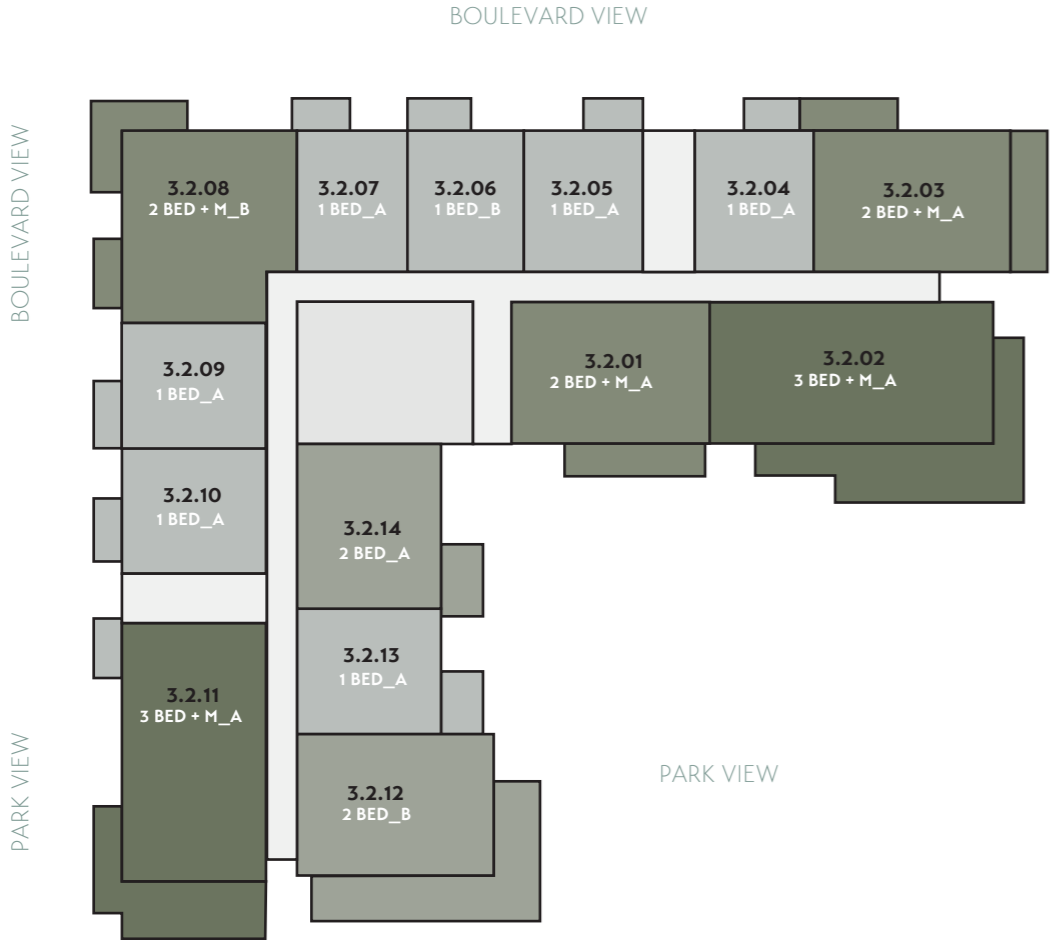 BOULEVARD VIEW
BOULEVARD VIEW
3.2.08
2 BED + M_B
3.2.07
1 BED_A
3.2.06
1 BED_B
3.2.05
1 BED_A
3.2.04
1 BED_A
3.2.03
2 BED + M_A
3.2.09
1 BED_A
3.2.01
2 BED + M_A
3.2.02
3 BED + M_A
3.2.10
1 BED_A
3.2.14
2 BED_A
3.2.13
1 BED_A
3.2.11
3 BED + M_A
3.2.12
2 BED_B
PARK VIEW
PARK VIEW